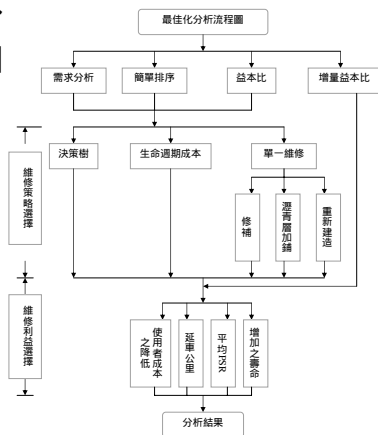 最佳化分析流程圖
需求分析
簡單排序
益本比
增量益本比
維修策略選擇
決策樹
生命週期成本
單一維修
修補
瀝青層加鋪
重新建造
維修利益選擇
使用者成本
之降低
延車公里
平均PSR
增加之壽命
分析結果